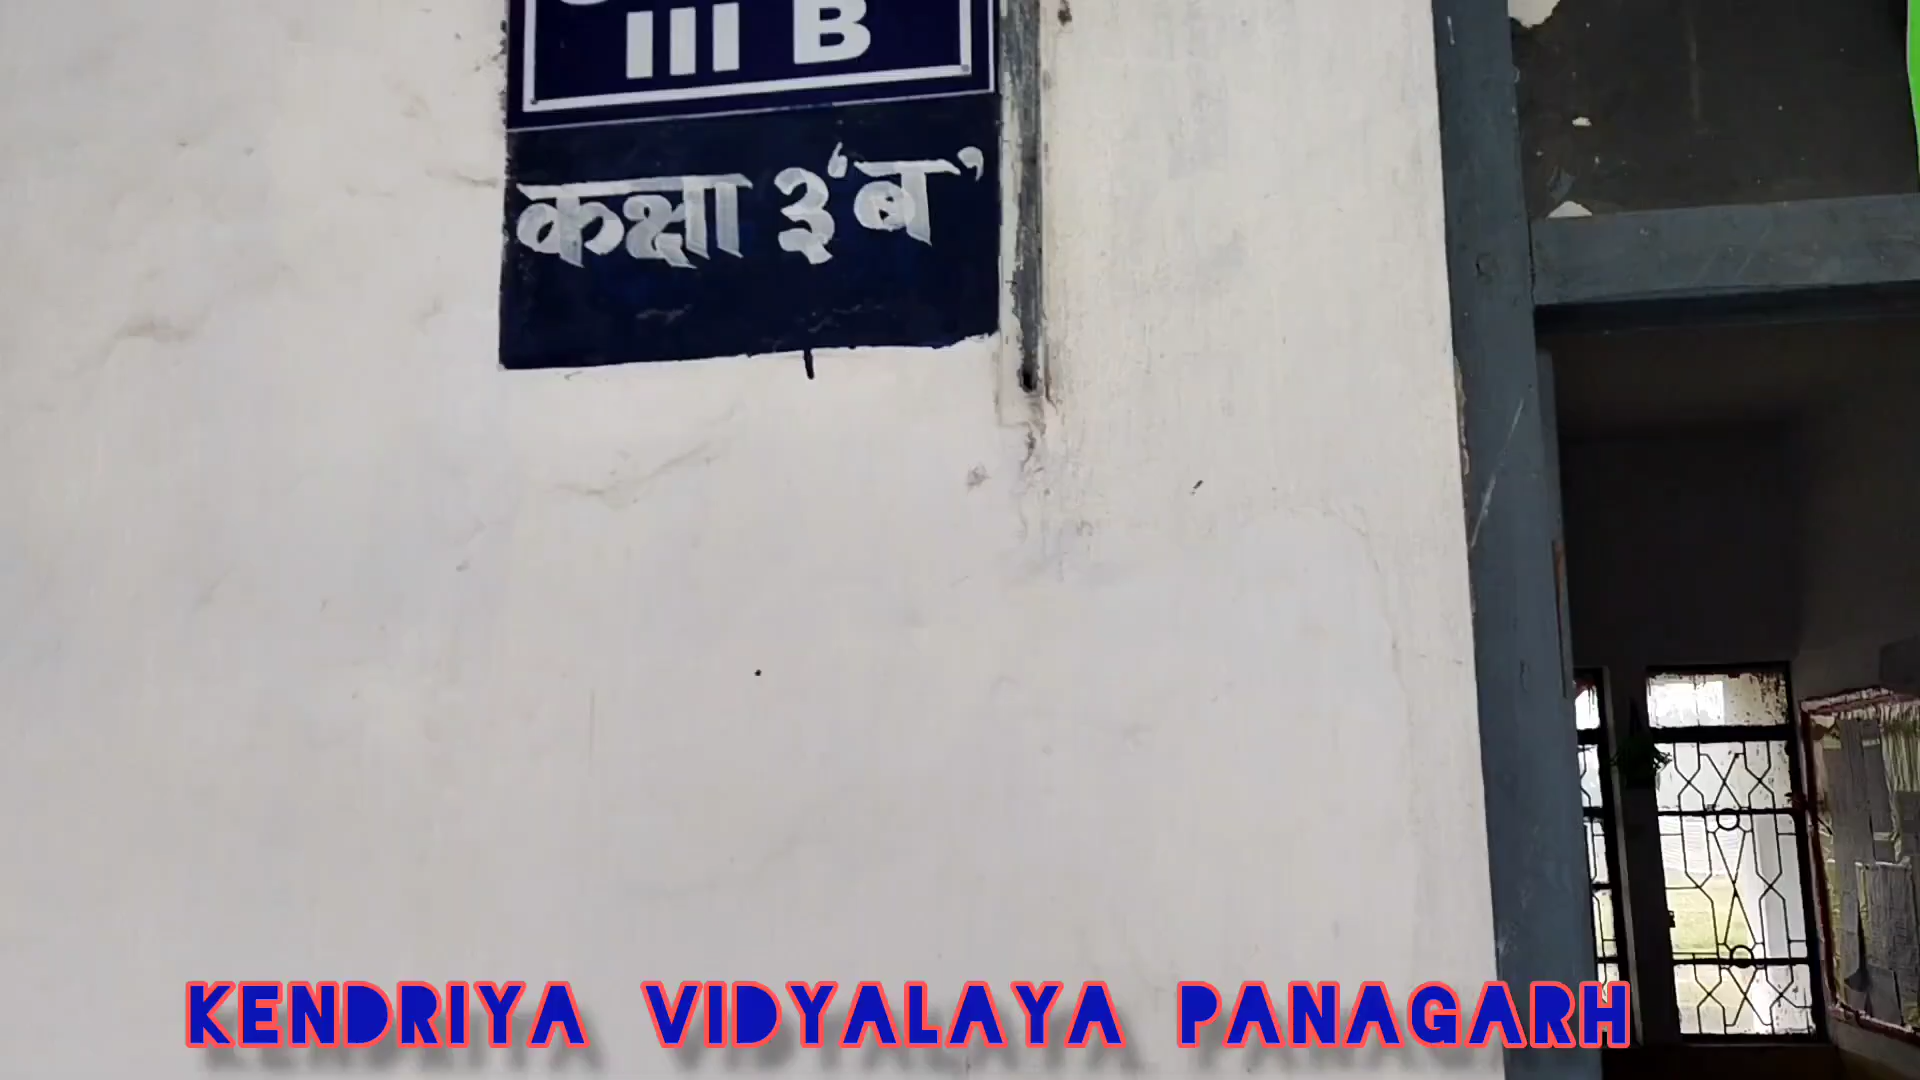 III B
कक्षा ३ ‘ब’
KENDRIYA VIDYALAYA PANAGARH